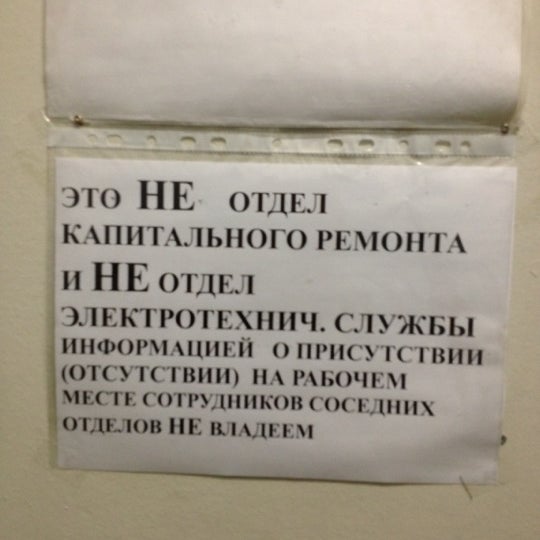 ЭТО НЕ ОТДЕЛ
КАПИТАЛЬНОГО РЕМОНТА
И НЕ ОТДЕЛ
ЭЛЕКТРОТЕХНИЧ. СЛУЖБЫ
ИНФОРМАЦИЕЙ О ПРИСУТСТВИИ
(ОТСУТСТВИИ) НА РАБОЧЕМ
МЕСТЕ СОТРУДНИКОВ СОСЕДНИХ
ОТДЕЛОВ НЕ ВЛАДЕЕМ